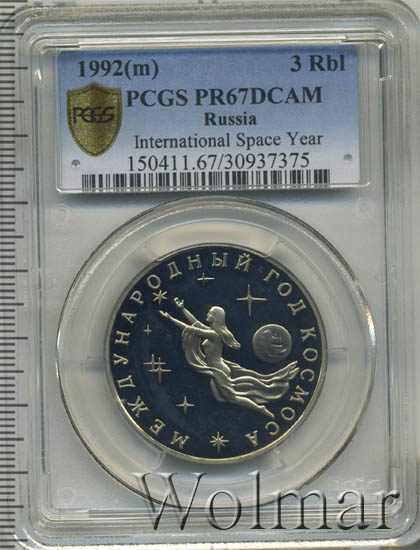 1992(m) 3 Rbl
PCGS PR67DCAM
Russia
International Space Year
150411.67/30937375
PCGS
МЕЖДУНАРОДНЫЙ ГОД КОСМОСА
Wolmar